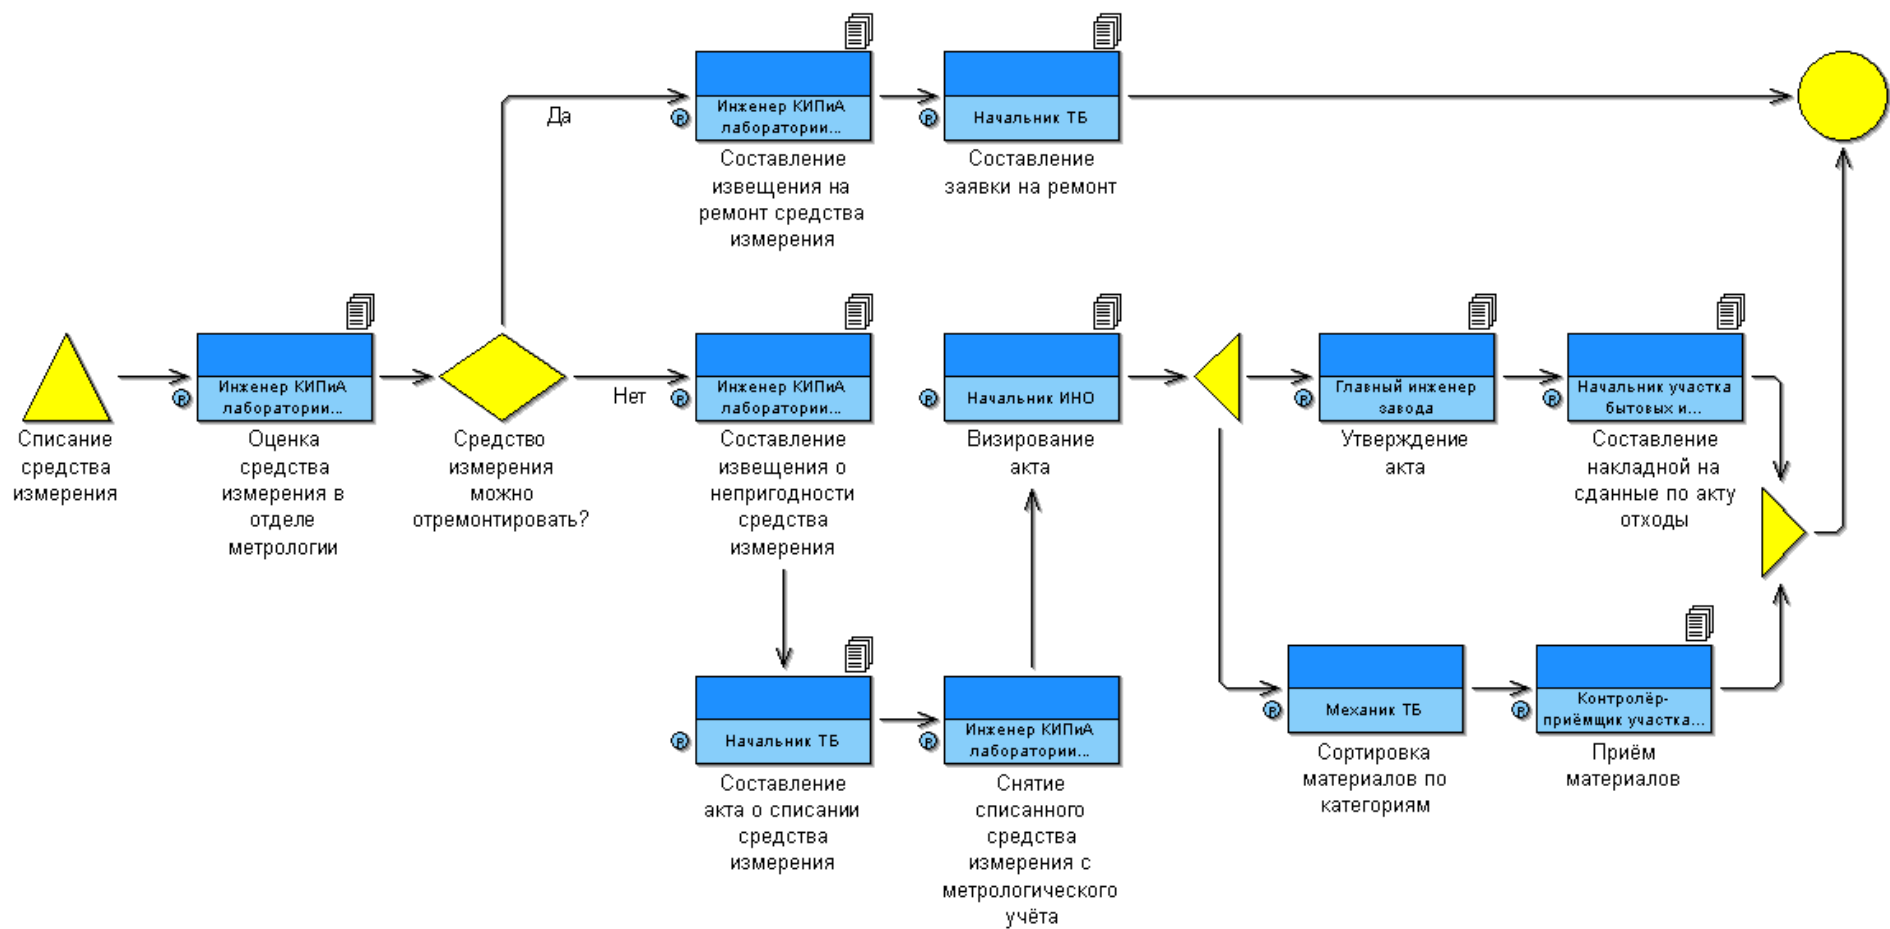 Да
Инженер КИПиА
лаборатории...
Составление
извещения на
ремонт средства
измерения
Начальник ТБ
Составление
заявки на ремонт
Списание
средства
измерения
Инженер КИПиА
лаборатории...
Оценка
средства
измерения в
отделе
метрологии
Средство
измерения
можно
отремонтировать?
Нет
Инженер КИПиА
лаборатории...
Составление
извещения о
непригодности
средства
измерения
Начальник ИНО
Визирование
акта
Главный инженер
завода
Утверждение
акта
Начальник участка
бытовых и...
Составление
накладной на
сданные по акту
отходы
Начальник ТБ
Составление
акта о списании
средства
измерения
Инженер КИПиА
лаборатории...
Снятие
списанного
средства
измерения с
метрологического
учёта
Механик ТБ
Сортировка
материалов по
категориям
Контролёр-
приёмщик участка...
Приём
материалов